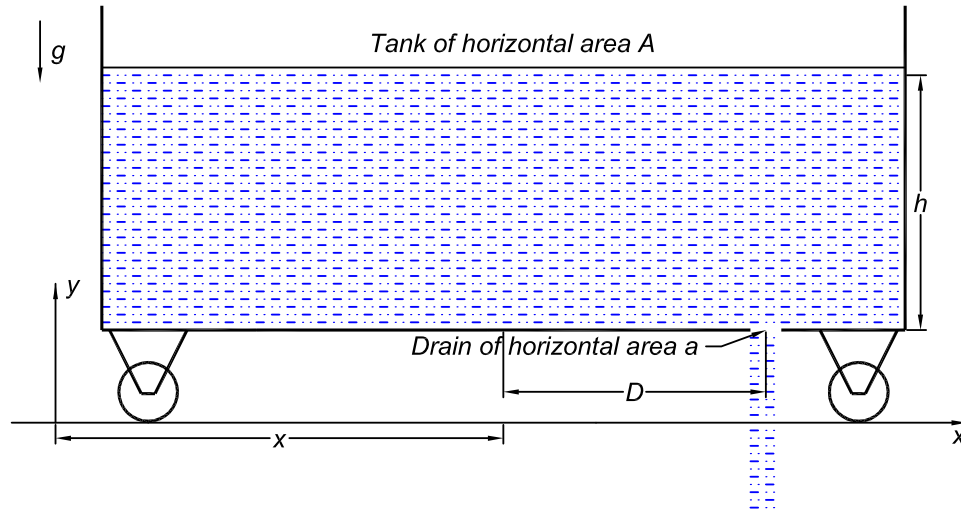 Tank of horizontal area A
g
h
y
Drain of horizontal area a
D
x
x